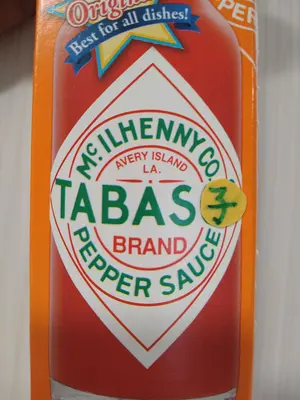 Original
Best for all dishes!
PER
McILHENNY CO.
AVERY ISLAND
LA.
TABAS子
BRAND
PEPPER SAUCE